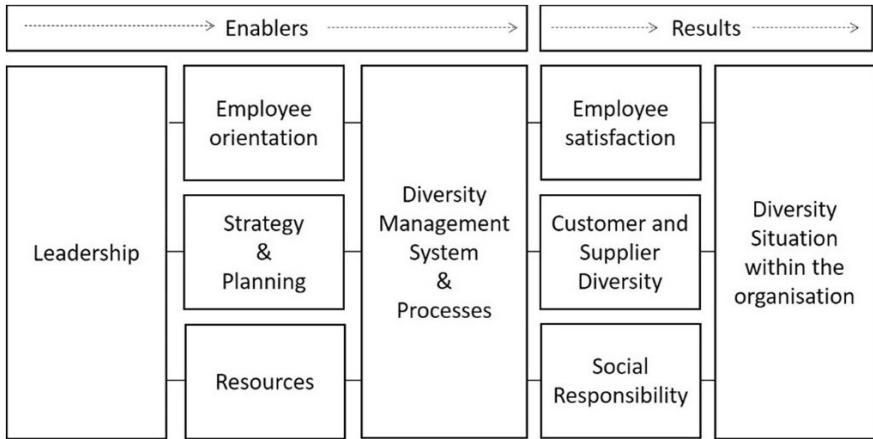 Enablers
Results
Leadership
Employee
orientation
Strategy
&
Planning
Resources
Diversity
Management
System
&
Processes
Employee
satisfaction
Customer and
Supplier
Diversity
Social
Responsibility
Diversity
Situation
within the
organisation